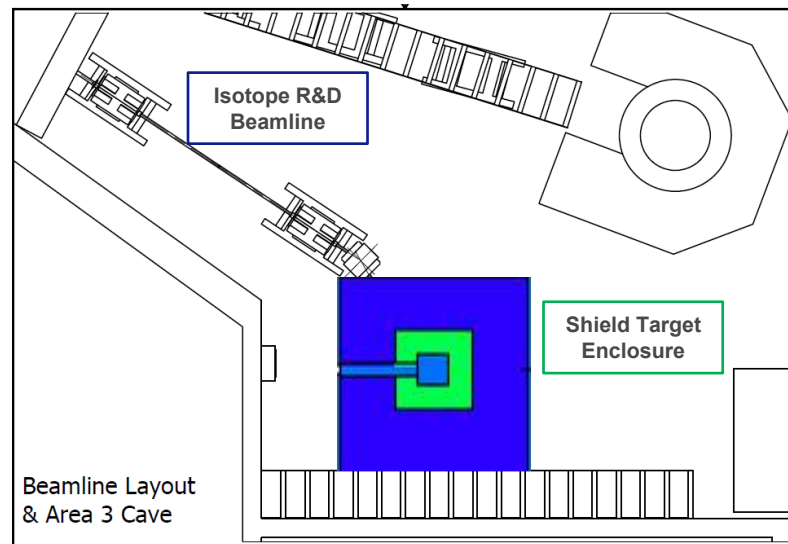 Isotope R&D
Beamline
Shield Target
Enclosure
Beamline Layout
& Area 3 Cave